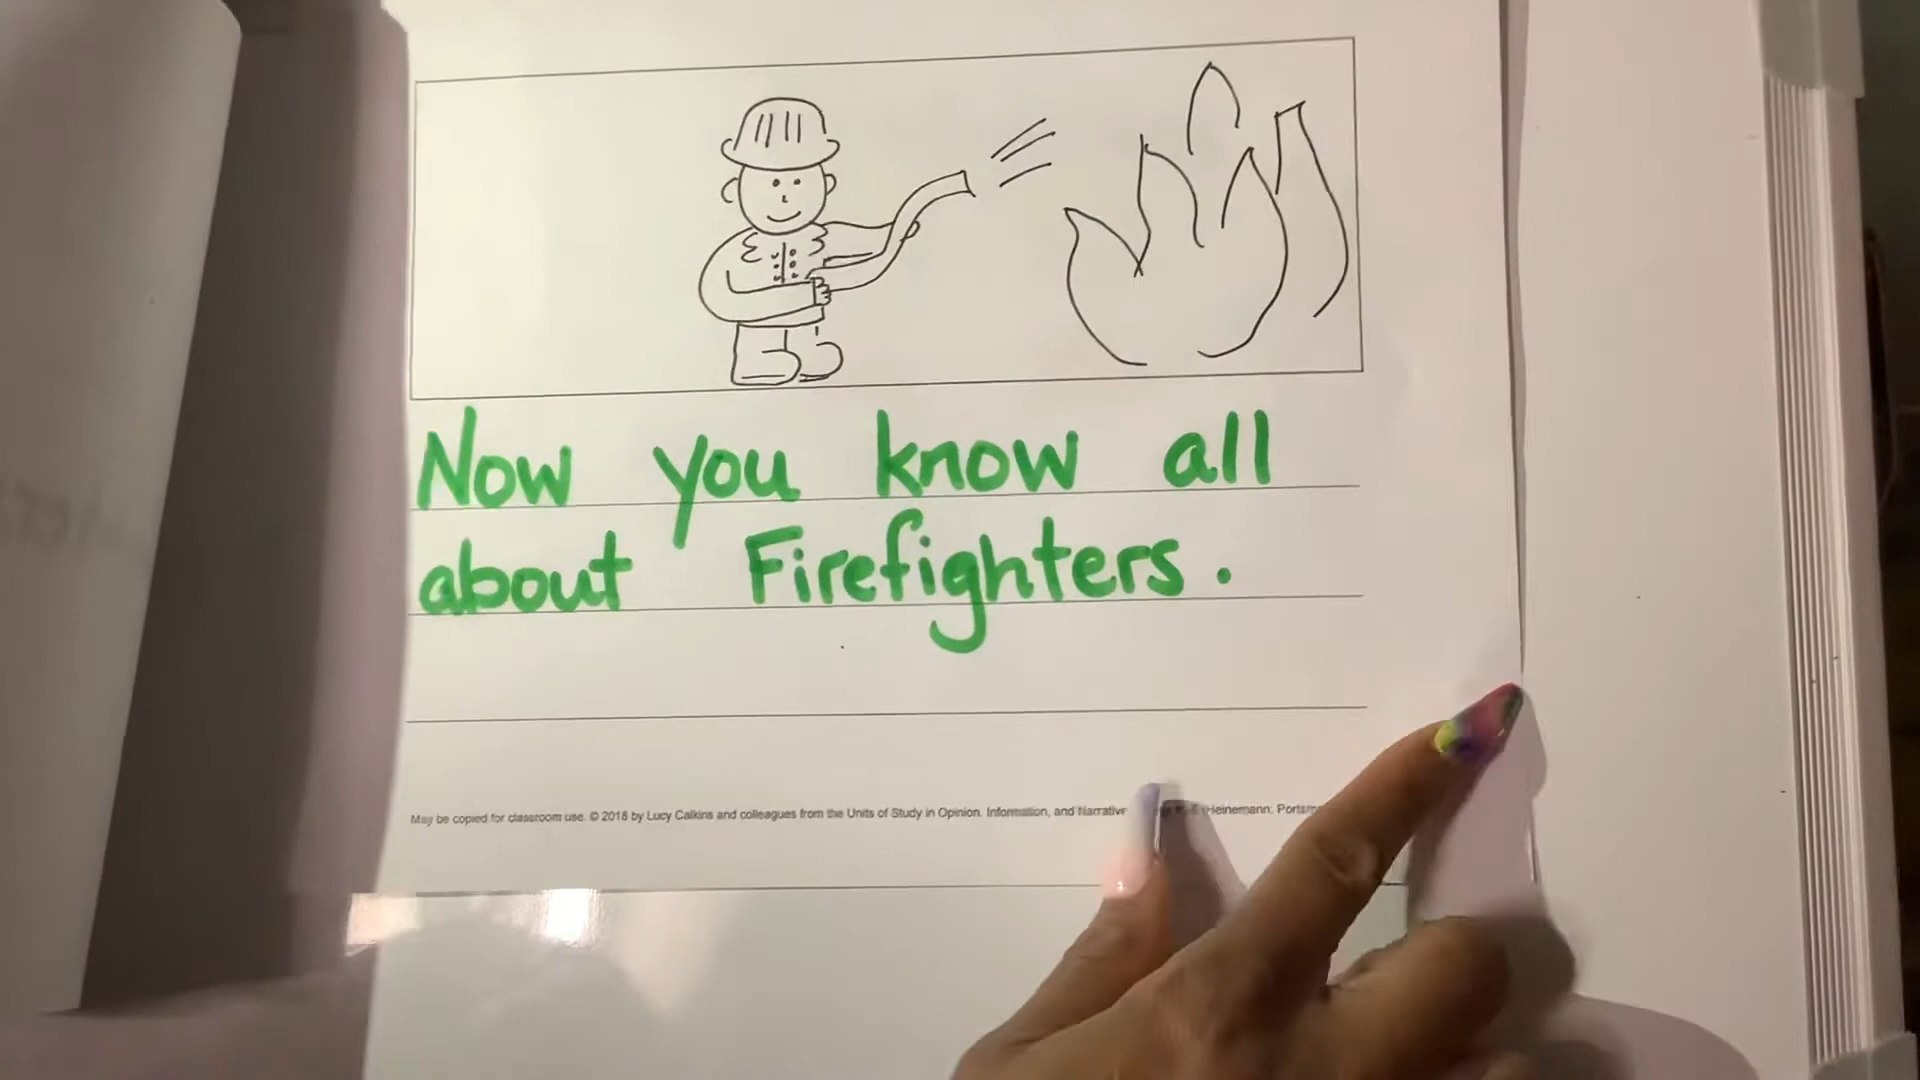 Now you know all
about Firefighters.
May be copied for classroom use. © 2018 by Lucy Calkins and colleagues from the Units of Study in Opinion, Information, and Narrative (Heinemann: